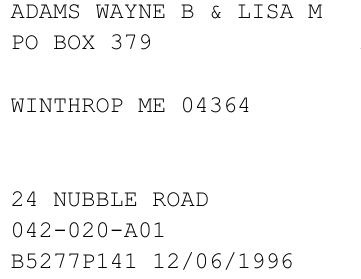 ADAMS WAYNE B & LISA M
PO BOX 379
WINTHROP ME 04364
24 NUBBLE ROAD
042-020-A01
B5277P141 12/06/1996